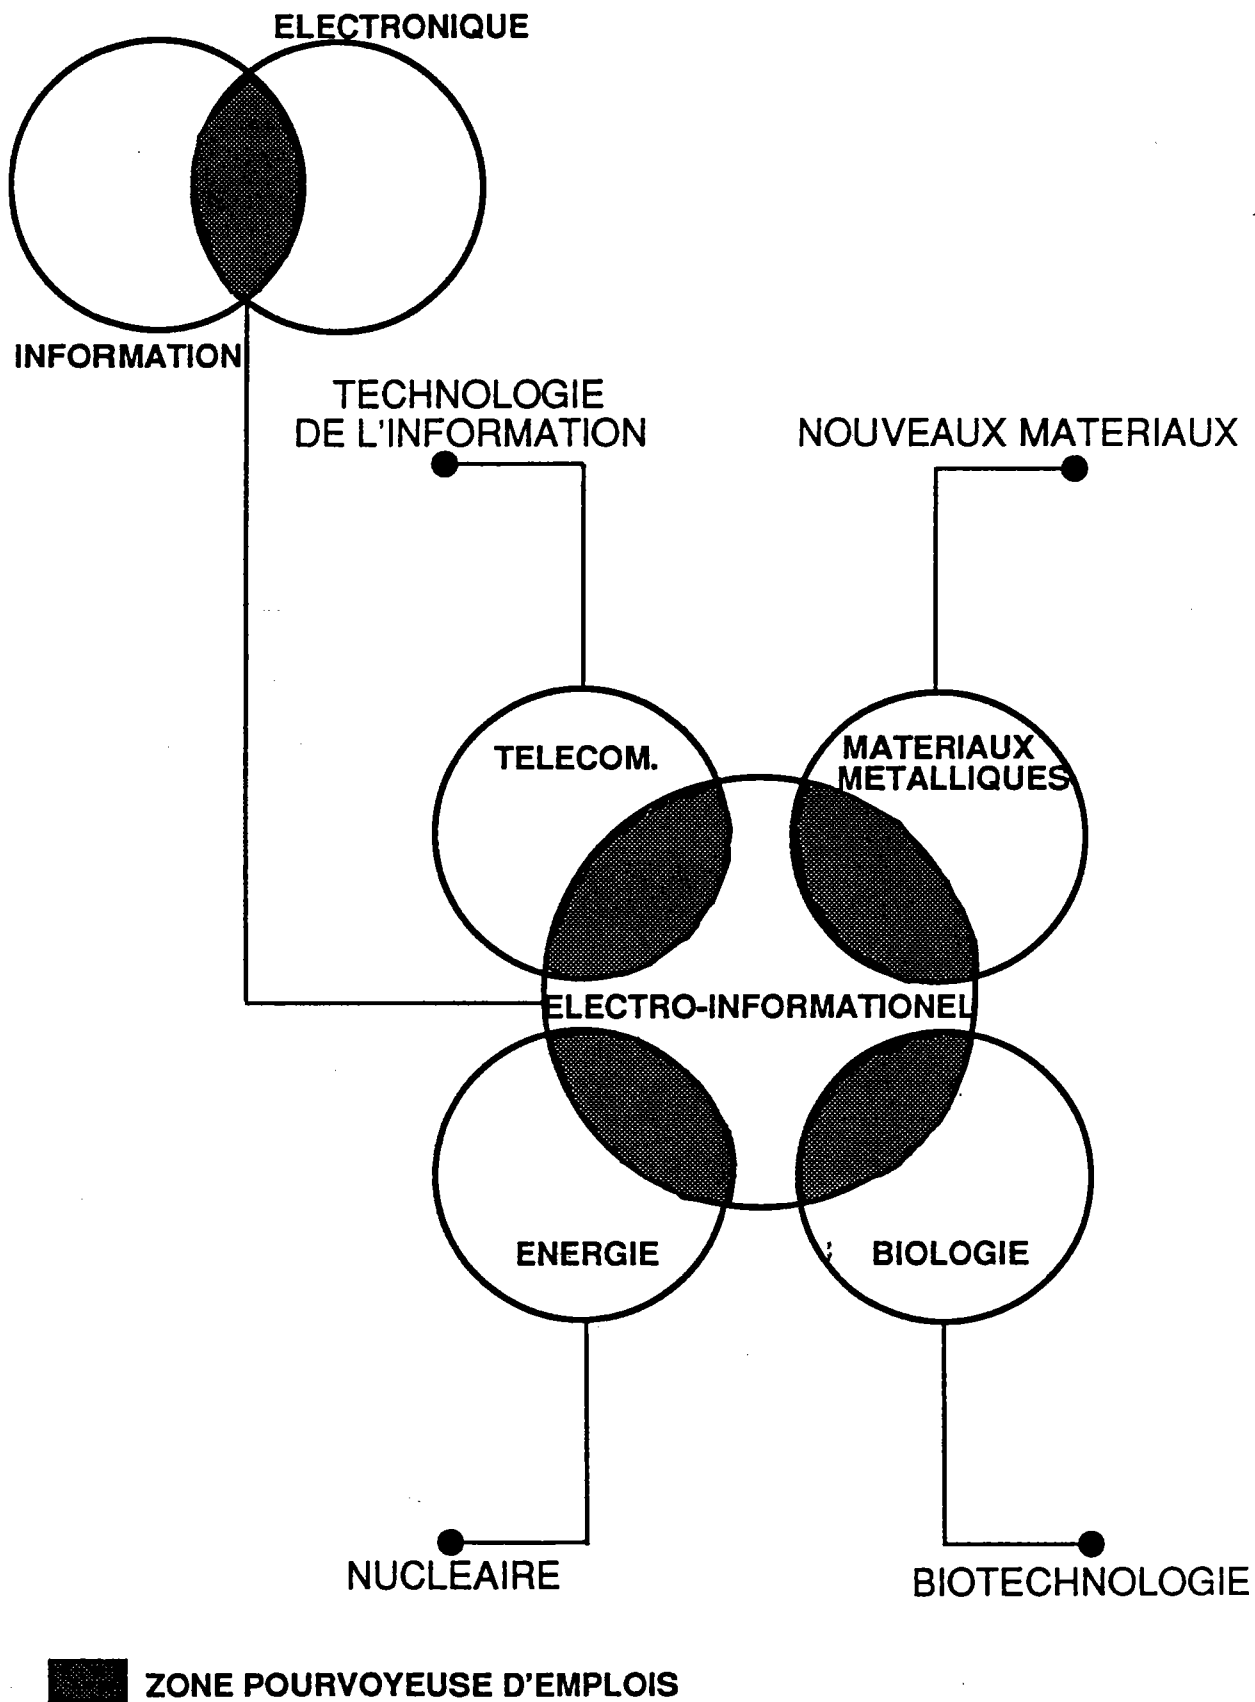 ELECTRONIQUE
INFORMATION
TECHNOLOGIE
DE L'INFORMATION
NOUVEAUX MATERIAUX
TELECOM.
MATERIAUX
METALLIQUES
ELECTRO-INFORMATIONEL
ENERGIE
BIOLOGIE
NUCLEAIRE
BIOTECHNOLOGIE
ZONE POURVOYEUSE D'EMPLOIS